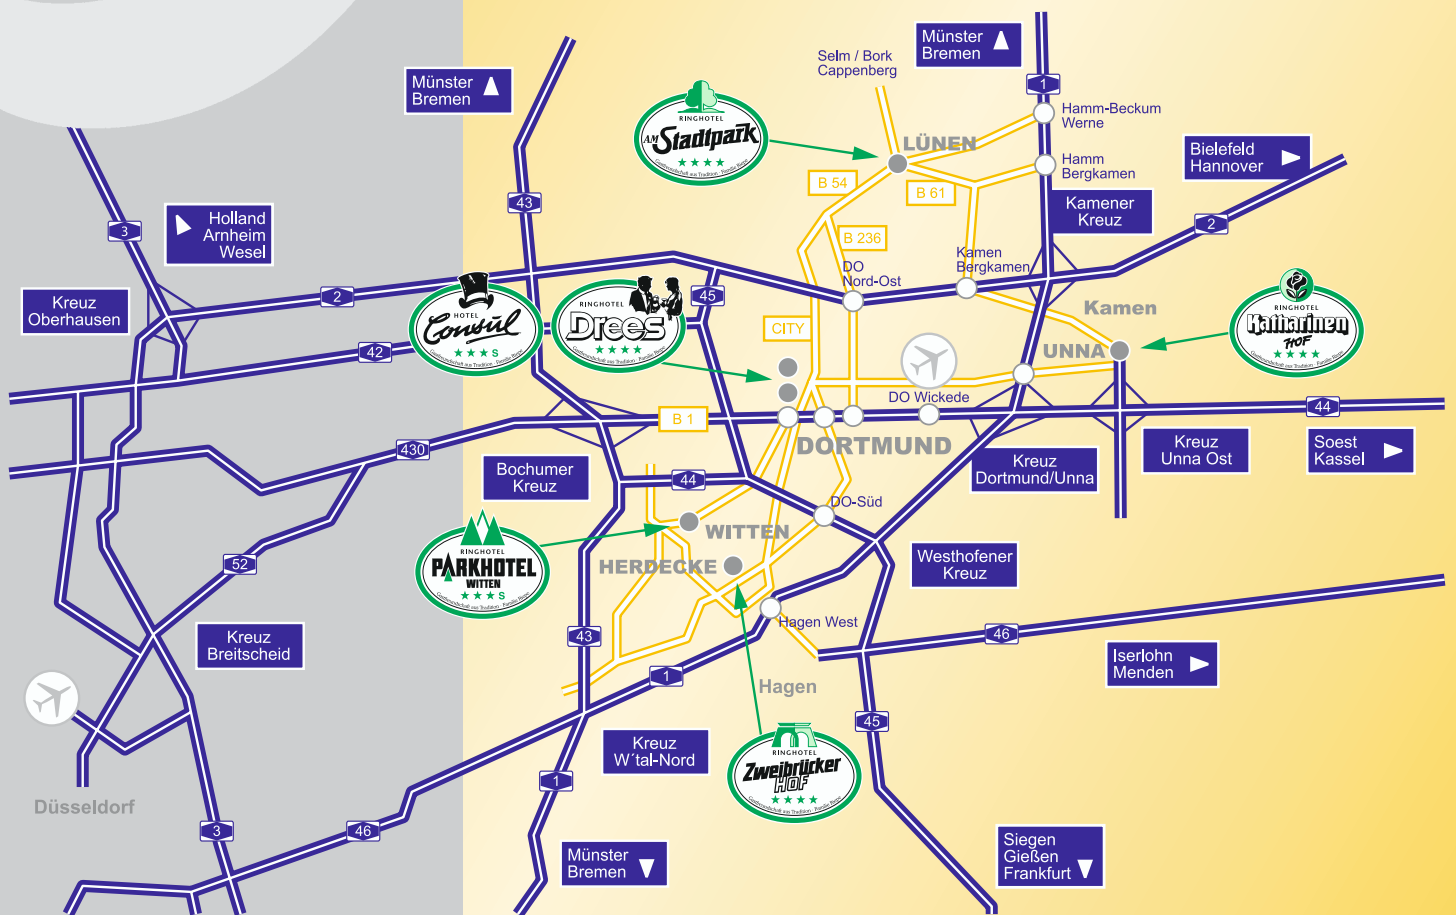 Münster
Bremen
Selm / Bork
Cappenberg
Münster
Bremen
1
Hamm-Beckum
Werne
RINGHOTEL
AM Stadtpark
LÜNEN
Bielefeld
Hannover
Hamm
Bergkamen
B 54
B 61
43
Kamener
Kreuz
3
Holland
Arnheim
Wesel
2
B 236
Kamen
Bergkamen
DO
Nord-Ost
Kreuz
Oberhausen
2
HOTEL
Consul
S
RINGHOTEL
Drees
45
CITY
Kamen
RINGHOTEL
Katharinen
HOF
42
UNNA
DO Wickede
B 1
44
430
DORTMUND
Bochumer
Kreuz
44
Kreuz
Dortmund/Unna
Kreuz
Unna Ost
Soest
Kassel
DO-Süd
WITTEN
RINGHOTEL
PARKHOTEL
WITTEN
S
HERDECKE
Westhofener
Kreuz
52
Hagen West
43
46
Kreuz
Breitscheid
Iserlohn
Menden
1
Hagen
45
Kreuz
W´tal-Nord
RINGHOTEL
Zweibrücker
HOF
1
Düsseldorf
3
46
Münster
Bremen
Siegen
Gießen
Frankfurt